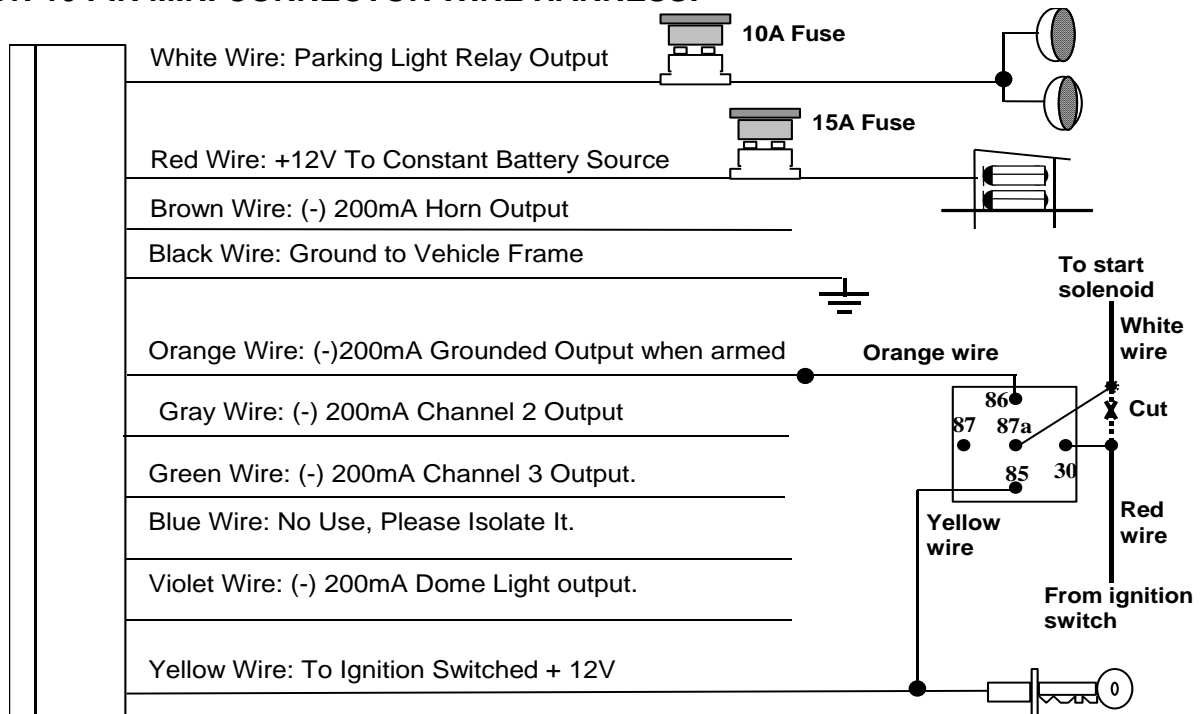 10A Fuse
White Wire: Parking Light Relay Output
15A Fuse
Red Wire: +12V To Constant Battery Source
Brown Wire: (-) 200mA Horn Output
Black Wire: Ground to Vehicle Frame
To start
solenoid
White
wire
Orange Wire: (-)200mA Grounded Output when armed
Orange wire
86
Cut
Gray Wire: (-) 200mA Channel 2 Output
87 87a
85 30
Green Wire: (-) 200mA Channel 3 Output.
Blue Wire: No Use, Please Isolate It.
Yellow
wire
Red
wire
Violet Wire: (-) 200mA Dome Light output.
From ignition
switch
Yellow Wire: To Ignition Switched + 12V